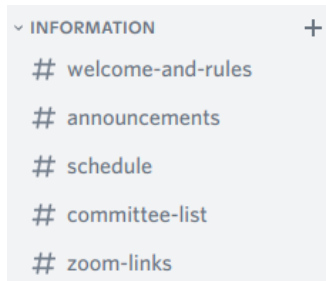 INFORMATION
# welcome-and-rules
# announcements
# schedule
# committee-list
# zoom-links